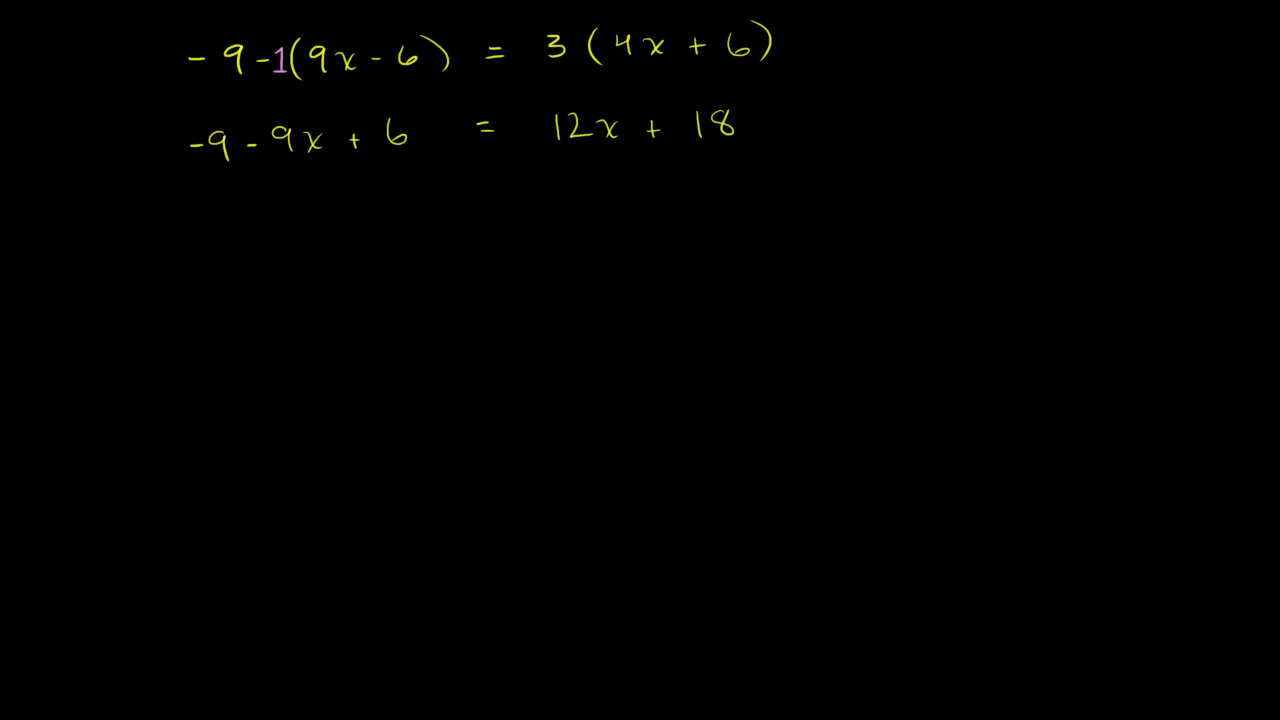 -9-1(9x-6) = 3(4x+6)
-9-9x+6 = 12x+18